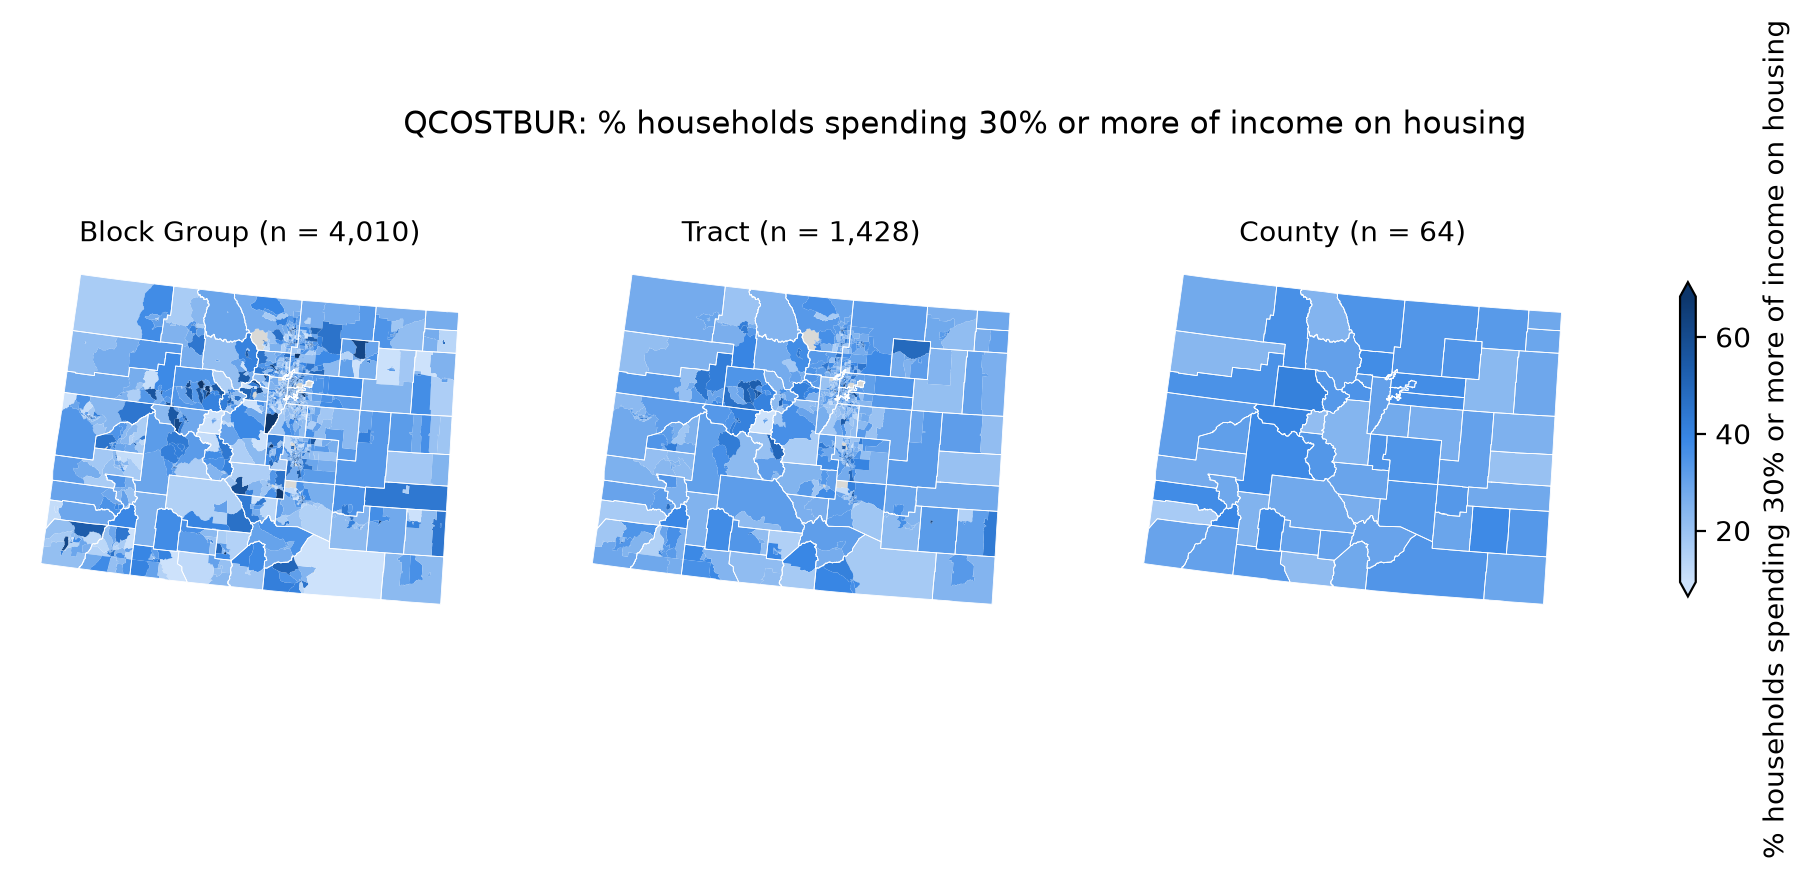 QCOSTBUR: % households spending 30% or more of income on housing
Block Group (n = 4,010)
Tract (n = 1,428)
County (n = 64)
60
40
20
% households spending 30% or more of income on housing